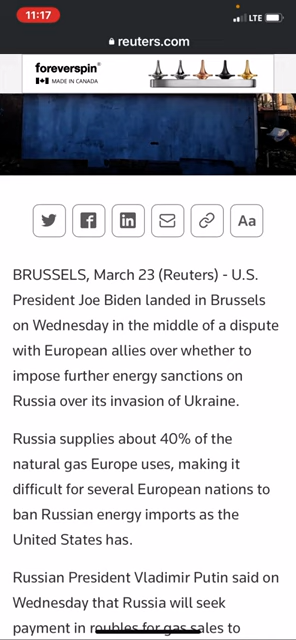 11:17
LTE
reuters.com
foreverspin®
MADE IN CANADA
Aa
BRUSSELS, March 23 (Reuters) - U.S.
President Joe Biden landed in Brussels
on Wednesday in the middle of a dispute
with European allies over whether to
impose further energy sanctions on
Russia over its invasion of Ukraine.
Russia supplies about 40% of the
natural gas Europe uses, making it
difficult for several European nations to
ban Russian energy imports as the
United States has.
Russian President Vladimir Putin said on
Wednesday that Russia will seek
payment in roubles for gas sales to